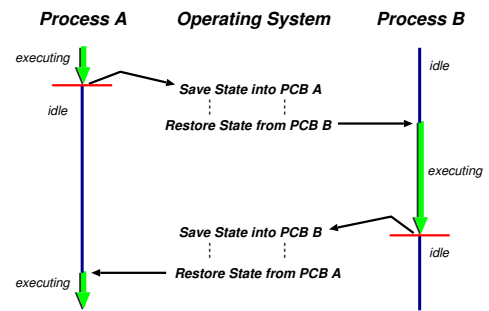 Process A Operating System Process B
executing
idle
Save State into PCB A
idle
Restore State from PCB B
executing
Save State into PCB B
idle
Restore State from PCB A
executing